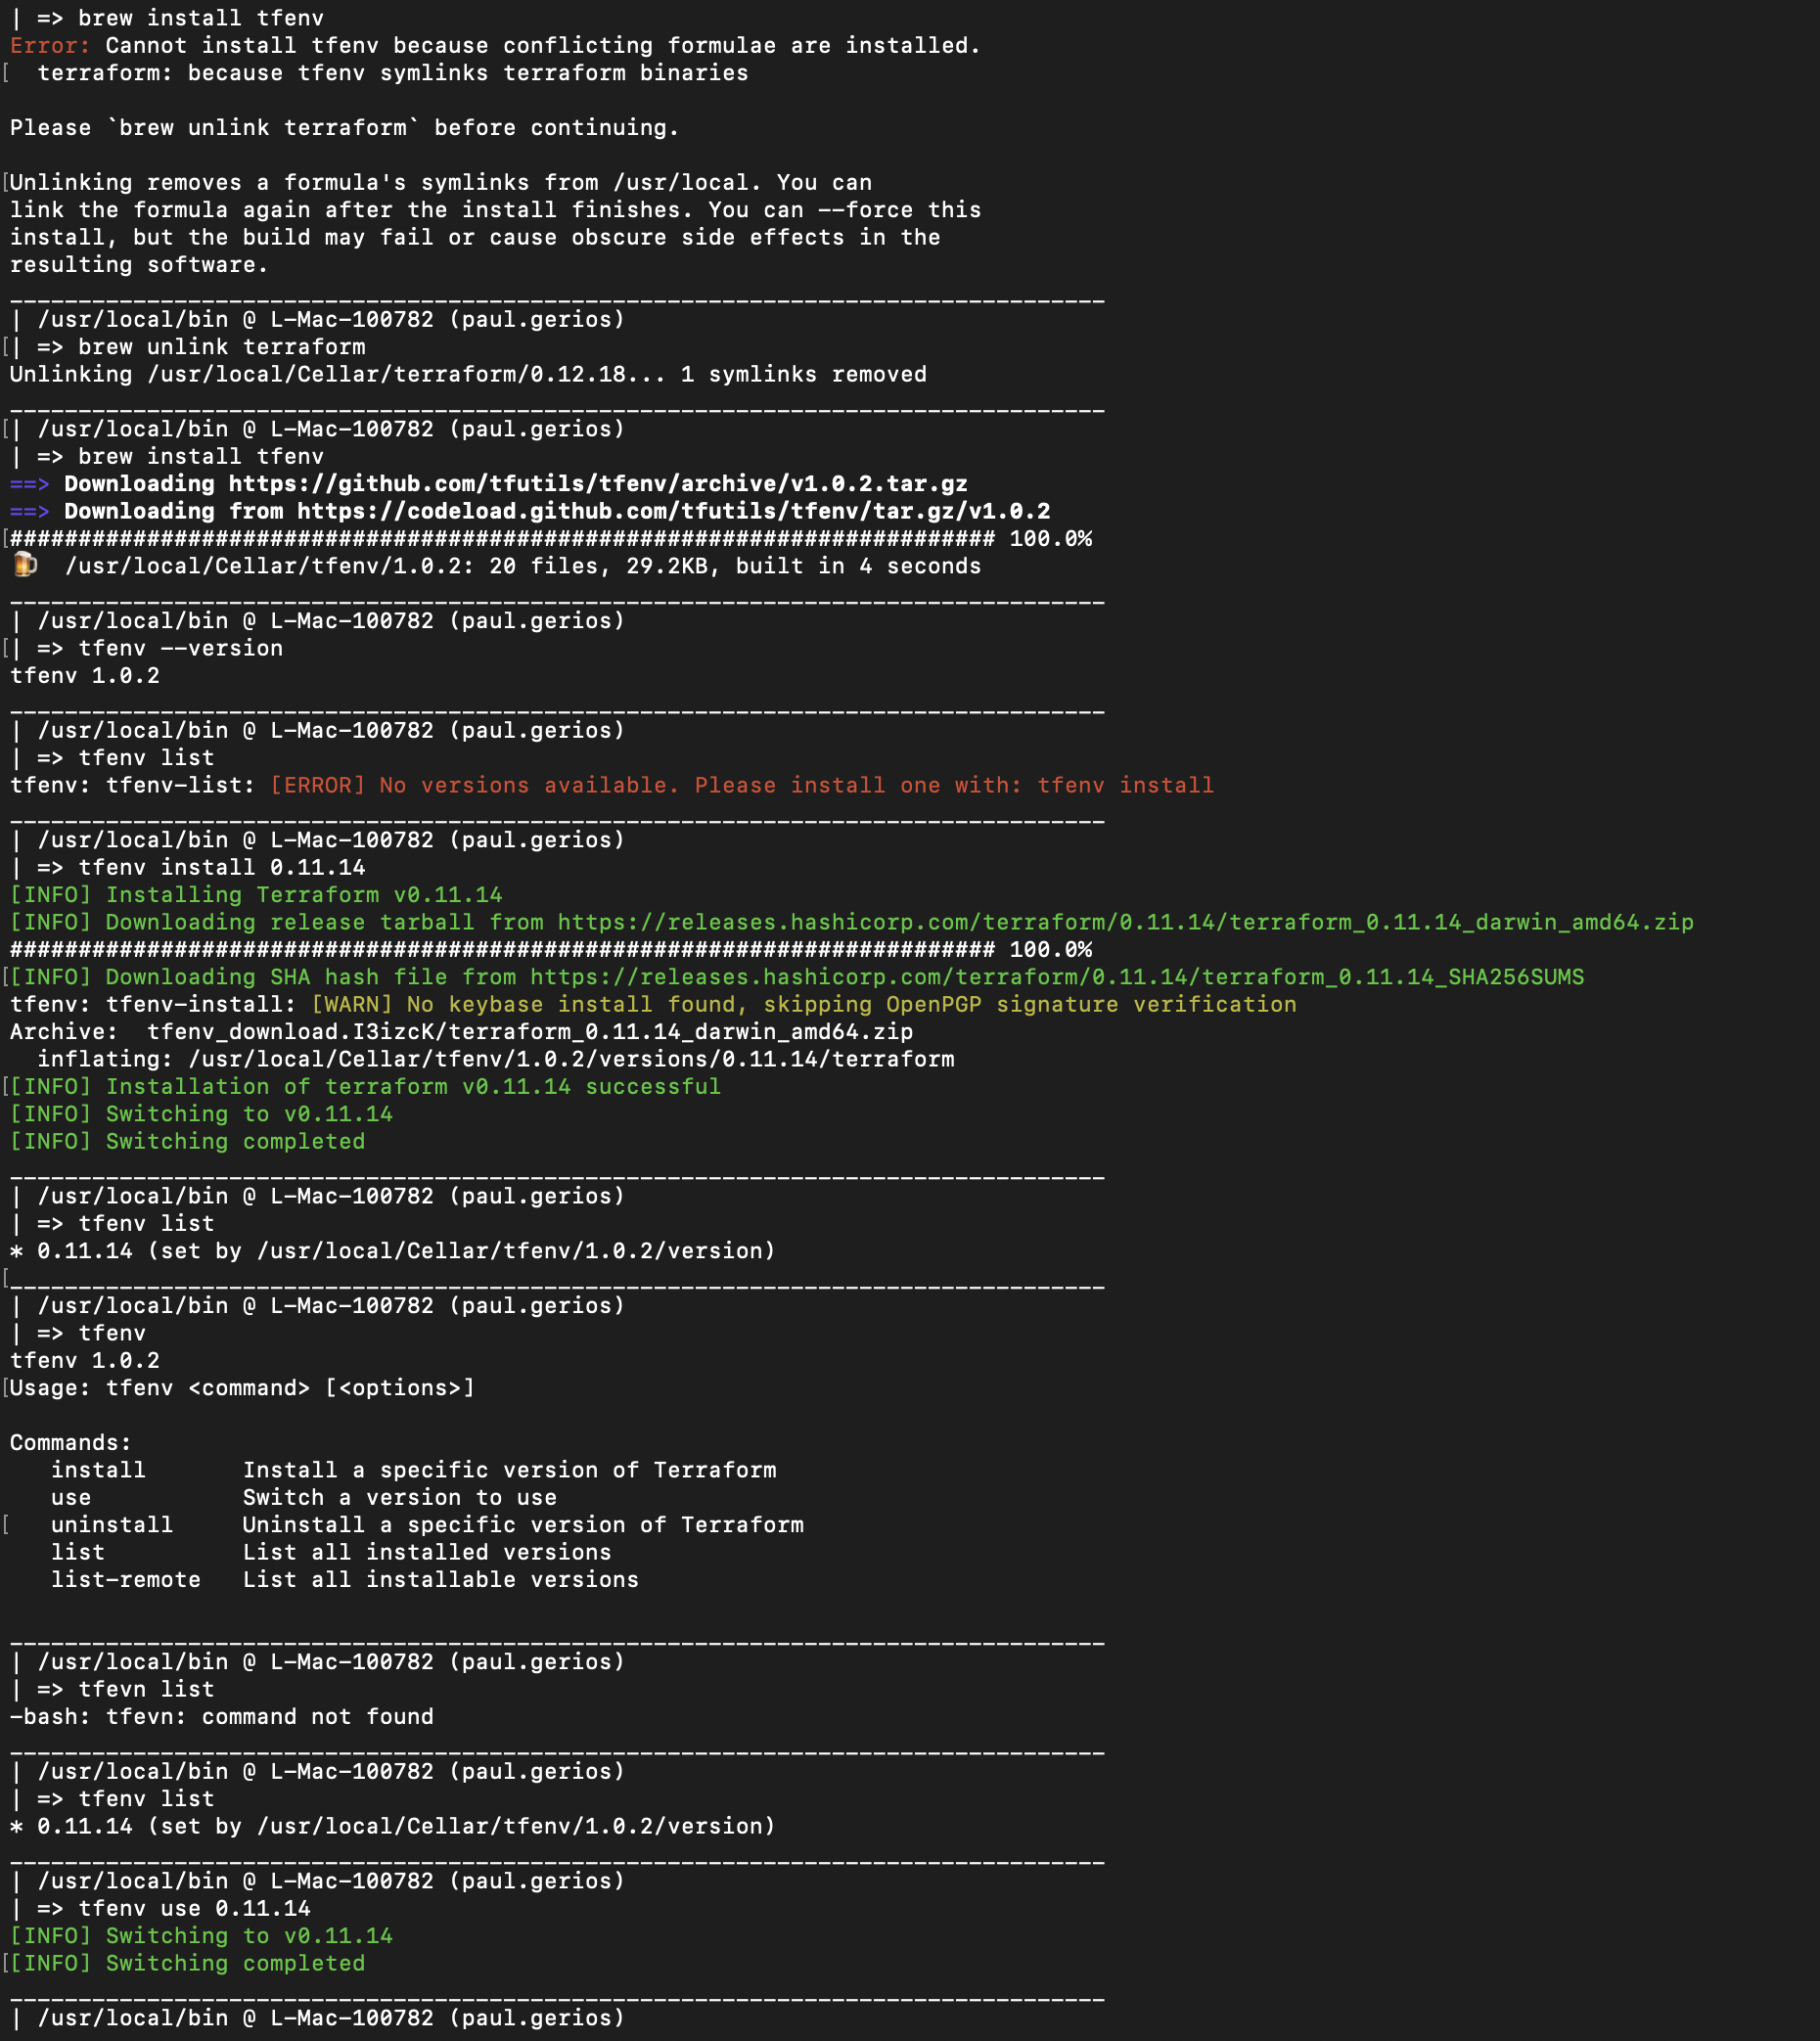 | => brew install tfenv
Error: Cannot install tfenv because conflicting formulae are installed.
[  terraform: because tfenv symlinks terraform binaries
Please `brew unlink terraform` before continuing.
[Unlinking removes a formula's symlinks from /usr/local. You can
link the formula again after the install finishes. You can --force this
install, but the build may fail or cause obscure side effects in the
resulting software.
________________________________________________________________________________
| /usr/local/bin @ L-Mac-100782 (paul.gerios)
[| => brew unlink terraform
Unlinking /usr/local/Cellar/terraform/0.12.18... 1 symlinks removed
________________________________________________________________________________
[| /usr/local/bin @ L-Mac-100782 (paul.gerios)
| => brew install tfenv
==> Downloading https://github.com/tfutils/tfenv/archive/v1.0.2.tar.gz
==> Downloading from https://codeload.github.com/tfutils/tfenv/tar.gz/v1.0.2
[######################################################################## 100.0%
🍺  /usr/local/Cellar/tfenv/1.0.2: 20 files, 29.2KB, built in 4 seconds
________________________________________________________________________________
| /usr/local/bin @ L-Mac-100782 (paul.gerios)
[| => tfenv --version
tfenv 1.0.2
________________________________________________________________________________
| /usr/local/bin @ L-Mac-100782 (paul.gerios)
| => tfenv list
tfenv: tfenv-list: [ERROR] No versions available. Please install one with: tfenv install
________________________________________________________________________________
| /usr/local/bin @ L-Mac-100782 (paul.gerios)
| => tfenv install 0.11.14
[INFO] Installing Terraform v0.11.14
[INFO] Downloading release tarball from https://releases.hashicorp.com/terraform/0.11.14/terraform_0.11.14_darwin_amd64.zip
######################################################################## 100.0%
[[INFO] Downloading SHA hash file from https://releases.hashicorp.com/terraform/0.11.14/terraform_0.11.14_SHA256SUMS
tfenv: tfenv-install: [WARN] No keybase install found, skipping OpenPGP signature verification
Archive:  tfenv_download.I3izcK/terraform_0.11.14_darwin_amd64.zip
  inflating: /usr/local/Cellar/tfenv/1.0.2/versions/0.11.14/terraform
[[INFO] Installation of terraform v0.11.14 successful
[INFO] Switching to v0.11.14
[INFO] Switching completed
________________________________________________________________________________
| /usr/local/bin @ L-Mac-100782 (paul.gerios)
| => tfenv list
* 0.11.14 (set by /usr/local/Cellar/tfenv/1.0.2/version)
[________________________________________________________________________________
| /usr/local/bin @ L-Mac-100782 (paul.gerios)
| => tfenv
tfenv 1.0.2
[Usage: tfenv <command> [<options>]
Commands:
   install       Install a specific version of Terraform
   use           Switch a version to use
[   uninstall     Uninstall a specific version of Terraform
   list          List all installed versions
   list-remote   List all installable versions
________________________________________________________________________________
| /usr/local/bin @ L-Mac-100782 (paul.gerios)
| => tfevn list
-bash: tfevn: command not found
________________________________________________________________________________
| /usr/local/bin @ L-Mac-100782 (paul.gerios)
| => tfenv list
* 0.11.14 (set by /usr/local/Cellar/tfenv/1.0.2/version)
________________________________________________________________________________
| /usr/local/bin @ L-Mac-100782 (paul.gerios)
| => tfenv use 0.11.14
[INFO] Switching to v0.11.14
[[INFO] Switching completed
________________________________________________________________________________
| /usr/local/bin @ L-Mac-100782 (paul.gerios)